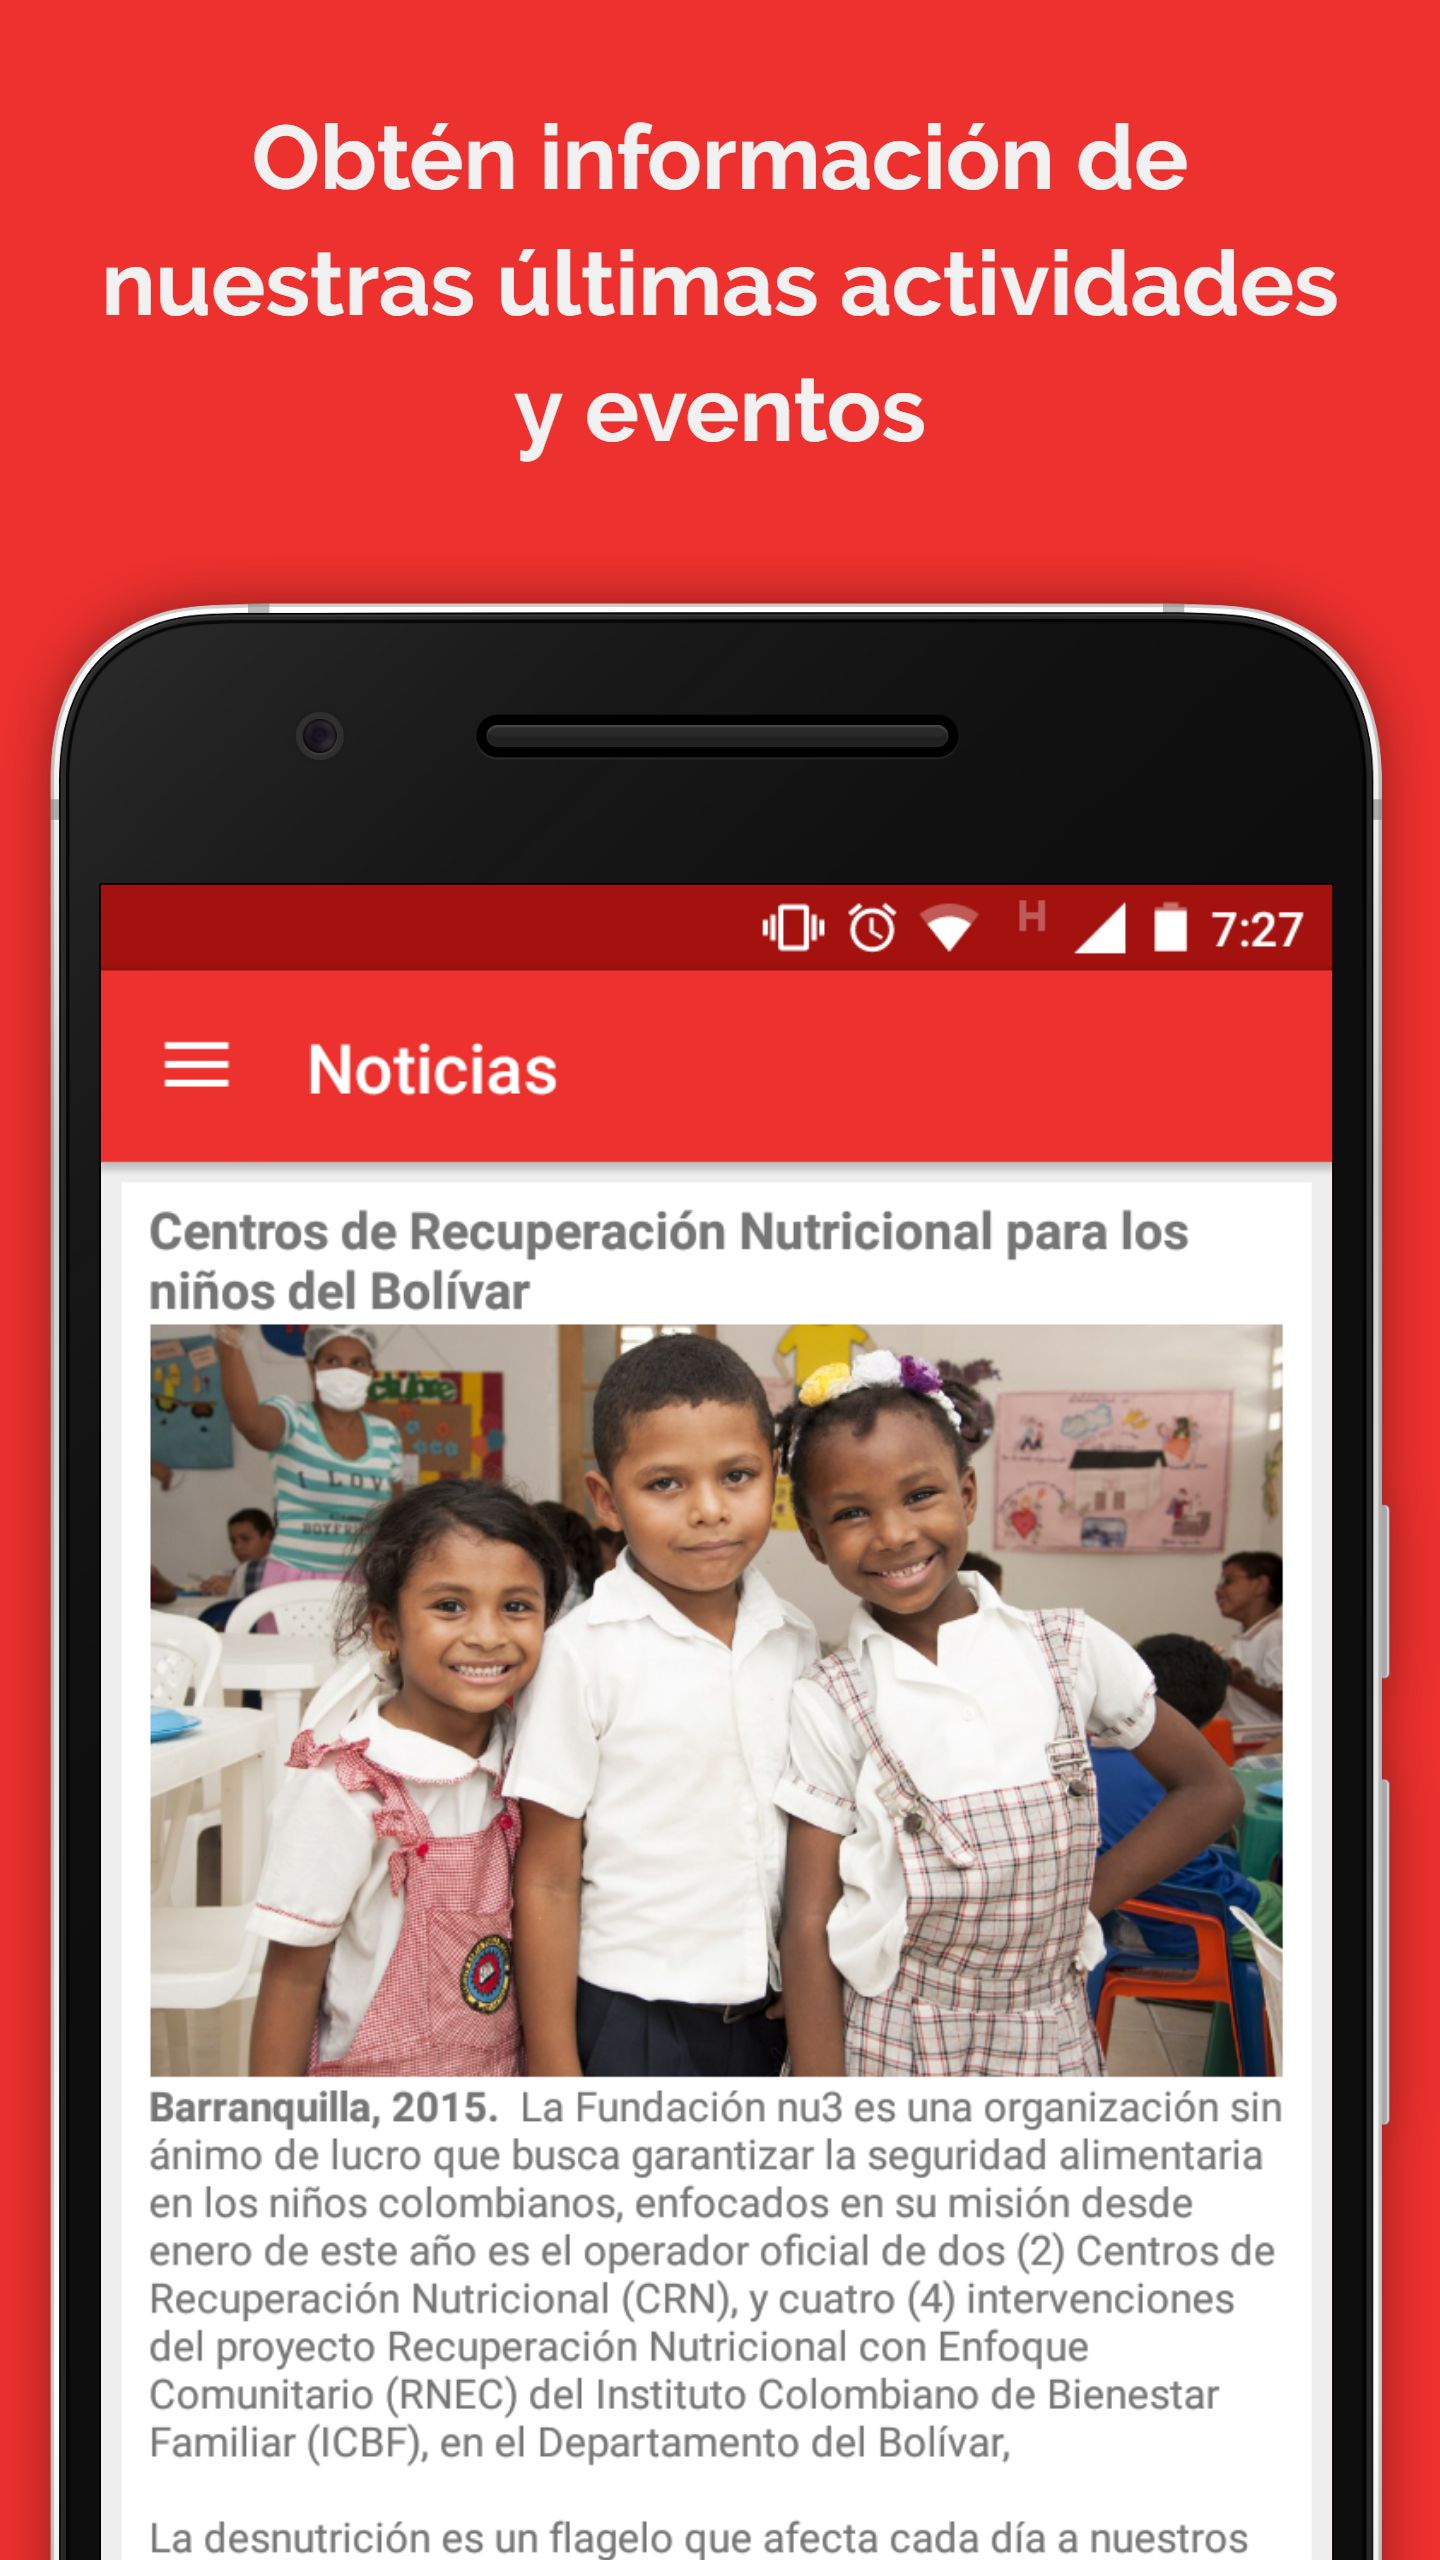 Obtén información de
nuestras últimas actividades
y eventos
H 7:27
Noticias
Centros de Recuperación Nutricional para los
niños del Bolívar
ctubre
I LOV
BOYFRI
Barranquilla, 2015. La Fundación nu3 es una organización sin
ánimo de lucro que busca garantizar la seguridad alimentaria
en los niños colombianos, enfocados en su misión desde
enero de este año es el operador oficial de dos (2) Centros de
Recuperación Nutricional (CRN), y cuatro (4) intervenciones
del proyecto Recuperación Nutricional con Enfoque
Comunitario (RNEC) del Instituto Colombiano de Bienestar
Familiar (ICBF), en el Departamento del Bolívar,
La desnutrición es un flagelo que afecta cada día a nuestros